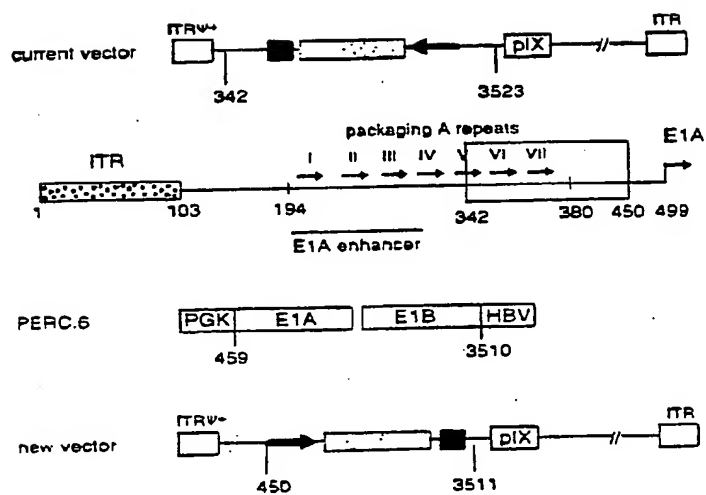 ITRΨ ITR
current vector pIX
342 3523
packaging A repeats
E1A
ITR I II III IV V VI VII
1 103 194 342 380 450 499
E1A enhancer
PERC.6 PGK E1A E1B HBV
459 3510
ITRΨ ITR
new vector pIX
450 3511